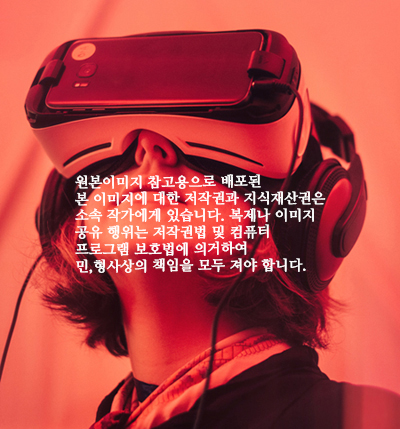 원본이미지 참고용으로 배포된
본 이미지에 대한 저작권과 지식재산권은
소속 작가에게 있습니다. 복제나 이미지
공유 행위는 저작권법 및 컴퓨터
프로그램 보호법에 의거하여
민,형사상의 책임을 모두 져야 합니다.